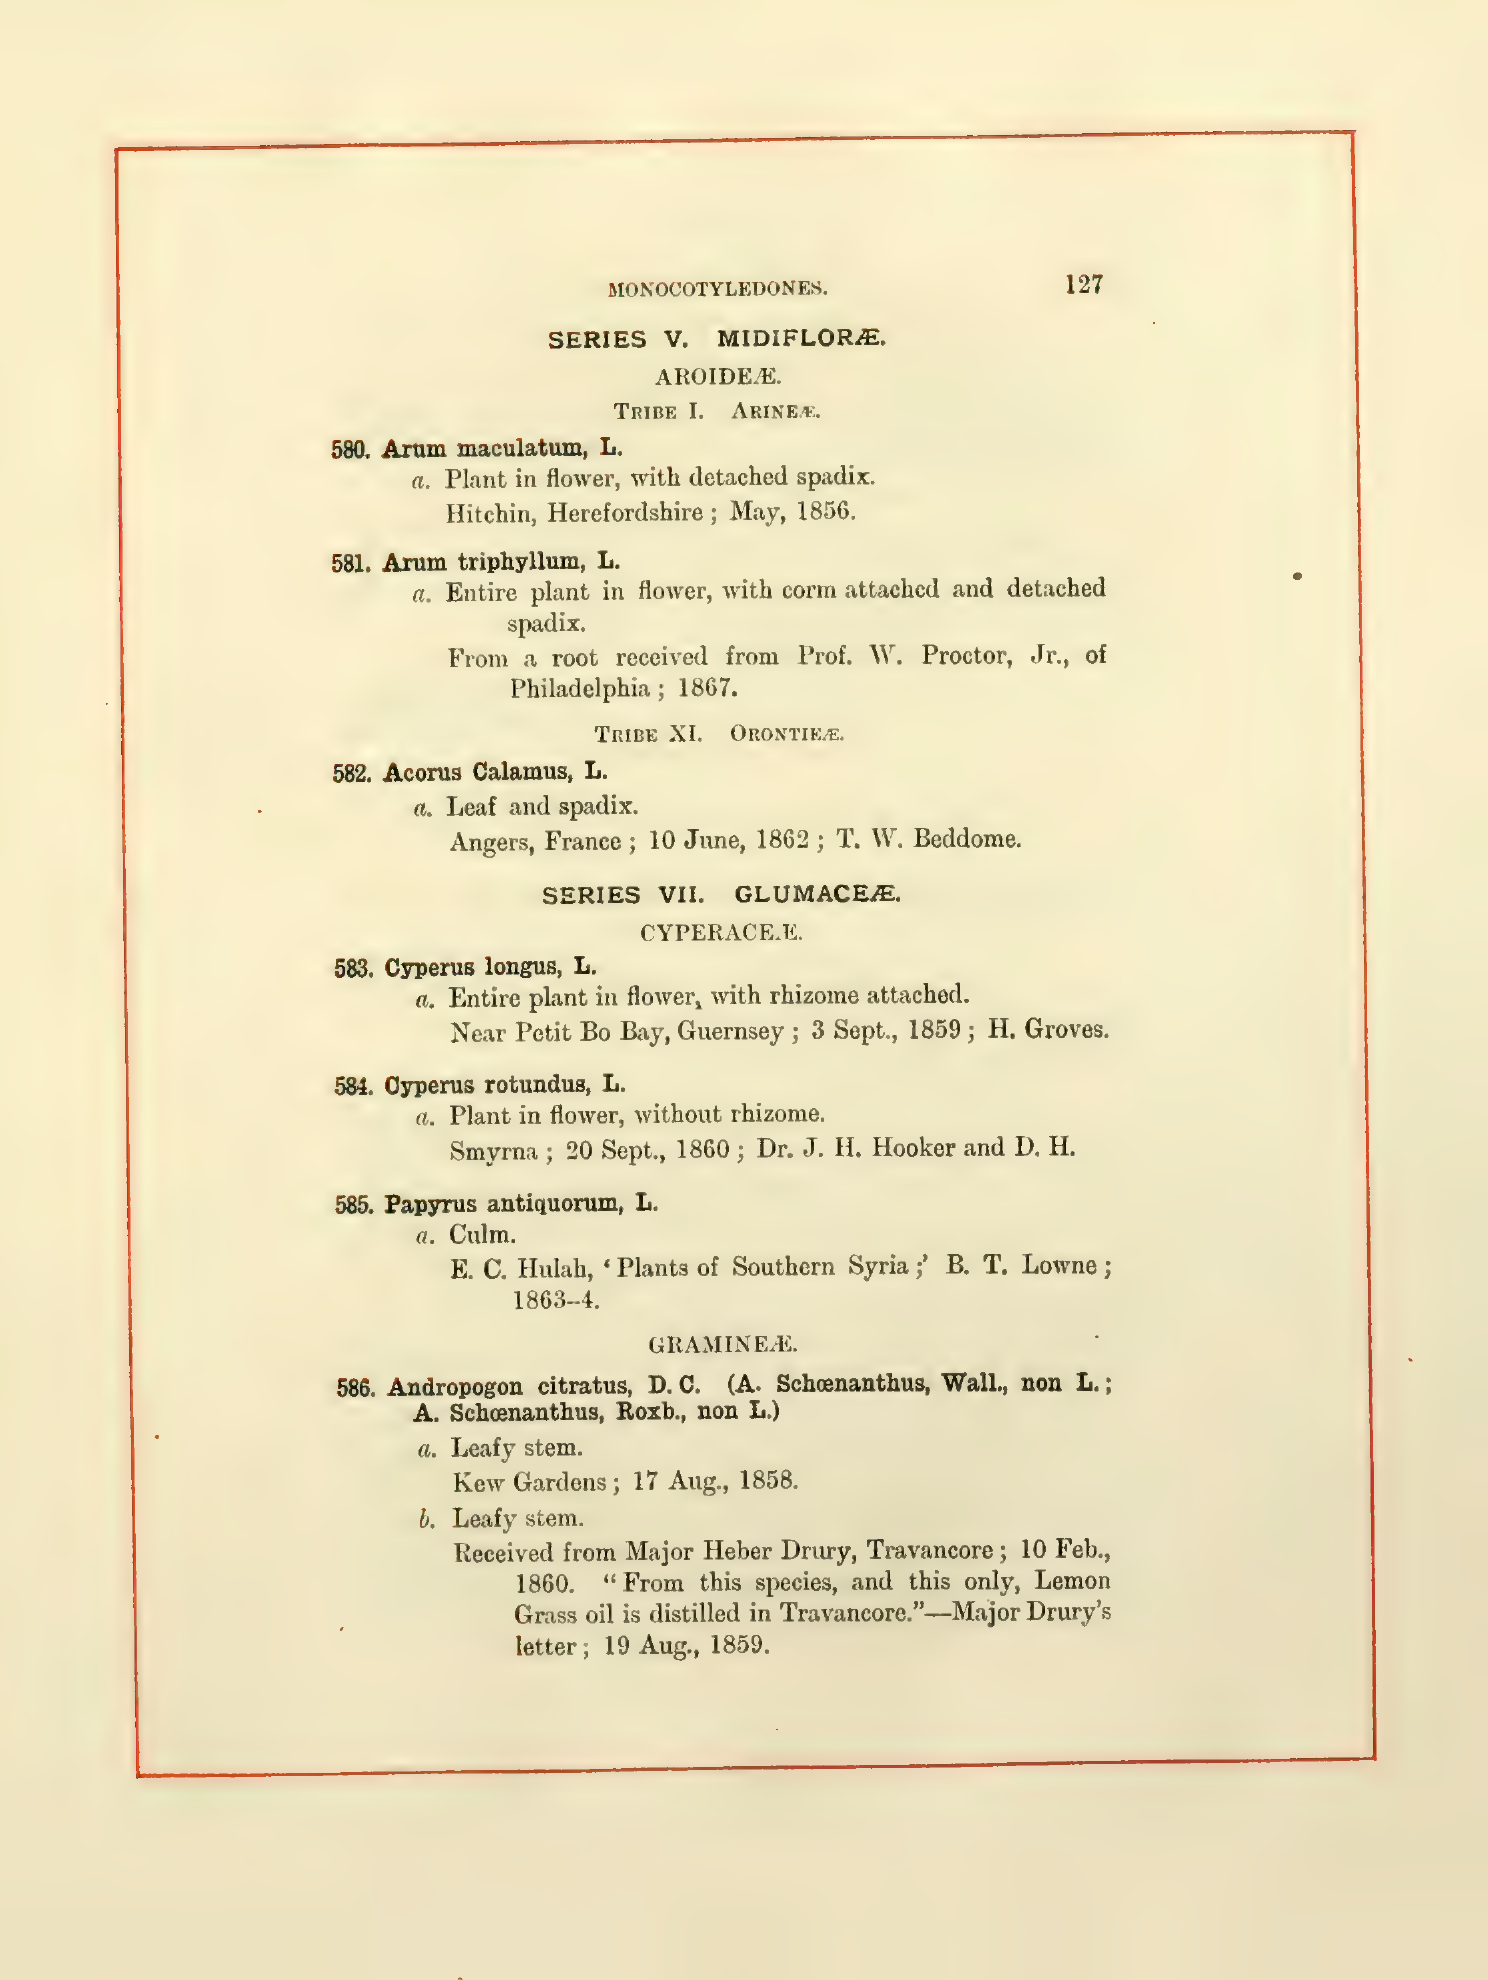 MONOCOTYLEDONES. 127
SERIES V. MIDIFLORÆ.
AROIDEÆ.
TRIBE I. ARINEÆ.
580. Arum maculatum, L.
a. Plant in flower, with detached spadix.
Hitchin, Herefordshire; May, 1856.
581. Arum triphyllum, L.
a. Entire plant in flower, with corm attached and detached
spadix.
From a root received from Prof. W. Proctor, Jr., of
Philadelphia; 1867.
TRIBE XI. ORONTIEÆ.
582. Acorus Calamus, L.
a. Leaf and spadix.
Angers, France; 10 June, 1862; T. W. Beddome.
SERIES VII. GLUMACEÆ.
CYPERACEÆ.
583. Cyperus longus, L.
a. Entire plant in flower, with rhizome attached.
Near Petit Bo Bay, Guernsey; 3 Sept., 1859; H. Groves.
584. Cyperus rotundus, L.
a. Plant in flower, without rhizome.
Smyrna; 20 Sept., 1860; Dr. J. H. Hooker and D. H.
585. Papyrus antiquorum, L.
a. Culm.
E. C. Hulah, ‘Plants of Southern Syria;’ B. T. Lowne;
1863–4.
GRAMINEÆ.
586. Andropogon citratus, D. C. (A. Schœnanthus, Wall., non L.;
A. Schœnanthus, Roxb., non L.)
a. Leafy stem.
Kew Gardens; 17 Aug., 1858.
b. Leafy stem.
Received from Major Heber Drury, Travancore; 10 Feb.,
1860. “From this species, and this only, Lemon
Grass oil is distilled in Travancore.”—Major Drury’s
letter; 19 Aug., 1859.